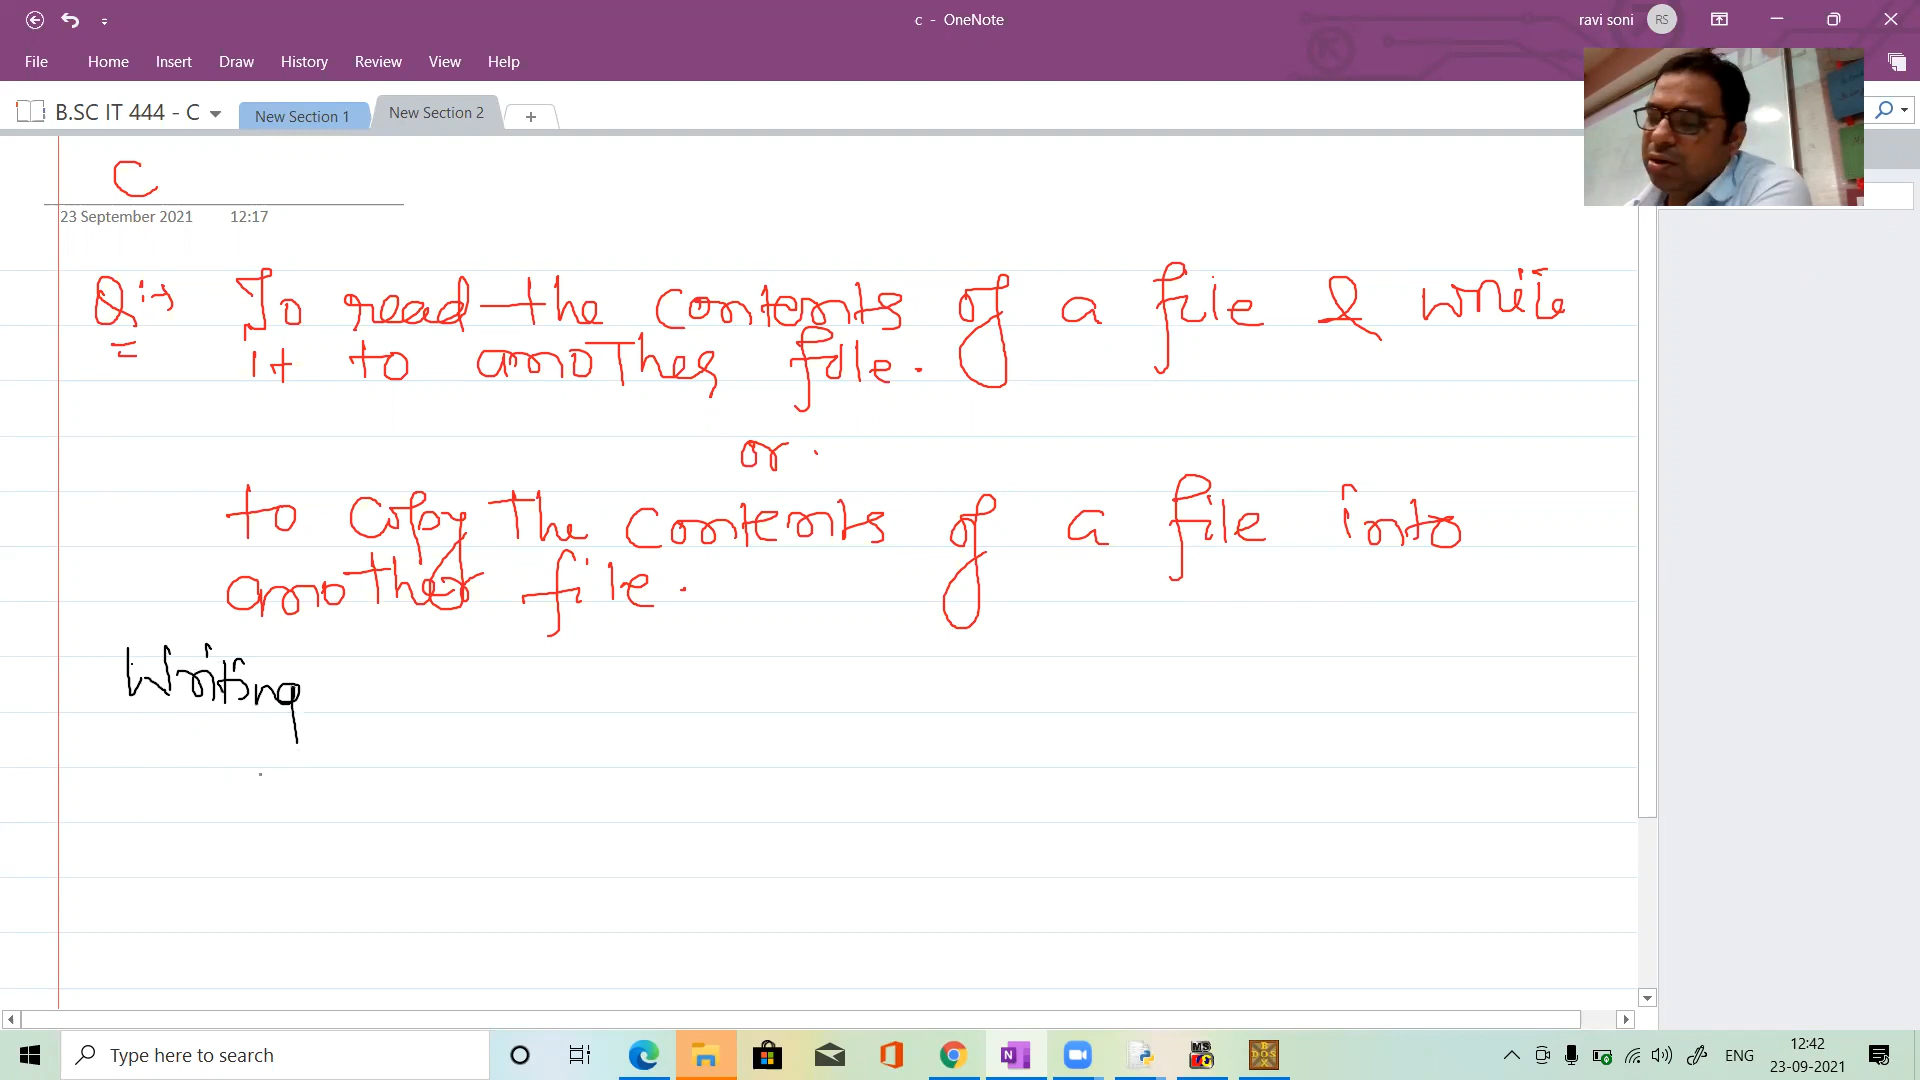 c - OneNote
ravi soni RS
File Home Insert Draw History Review View Help
B.SC IT 444 - C New Section 1 New Section 2 +
C
23 September 2021 12:17
Q:→ To read the contents of a file & write
it to another file.
or.
to copy the contents of a file into
another file.
Writing
Type here to search
ENG
12:42
23-09-2021